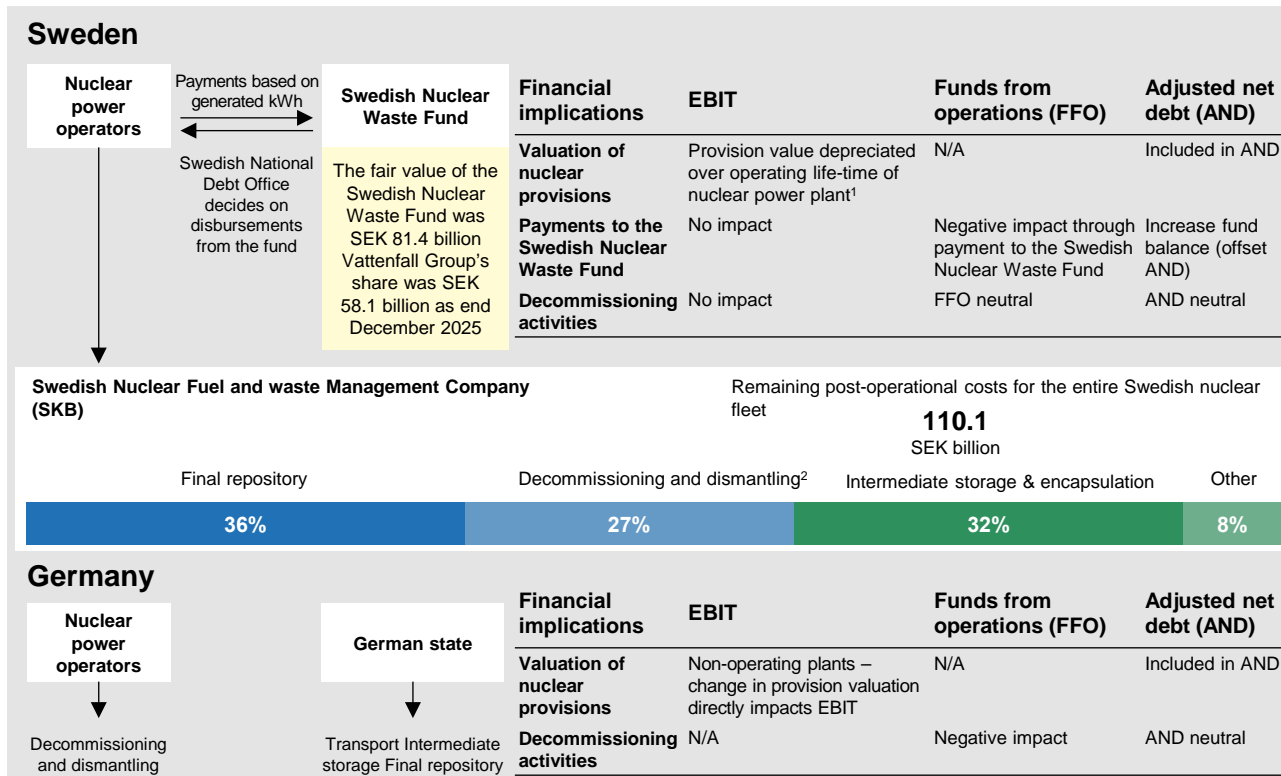 Sweden
Nuclear
power
operators
Payments based on
generated kWh
Swedish National
Debt Office
decides on
disbursements
from the fund
Swedish Nuclear
Waste Fund
The fair value of the
Swedish Nuclear
Waste Fund was
SEK 81.4 billion
Vattenfall Group's
share was SEK
58.1 billion as end
December 2025
Financial
implications
EBIT
Funds from
operations (FFO)
Adjusted net
debt (AND)
Valuation of
nuclear
provisions
Provision value depreciated
over operating life-time of
nuclear power plant¹
N/A
Included in AND
Payments to the
Swedish Nuclear
Waste Fund
No impact
Negative impact through
payment to the Swedish
Nuclear Waste Fund
Increase fund
balance (offset
AND)
Decommissioning
activities
No impact
FFO neutral
AND neutral
Swedish Nuclear Fuel and waste Management Company
(SKB)
Remaining post-operational costs for the entire Swedish nuclear
fleet
110.1
SEK billion
Final repository
Decommissioning and dismantling²
Intermediate storage & encapsulation
Other
36%
27%
32%
8%
Germany
Nuclear
power
operators
Decommissioning
and dismantling
German state
Transport Intermediate
storage Final repository
Financial
implications
EBIT
Funds from
operations (FFO)
Adjusted net
debt (AND)
Valuation of
nuclear
provisions
Non-operating plants –
change in provision valuation
directly impacts EBIT
N/A
Included in AND
Decommissioning
activities
N/A
Negative impact
AND neutral